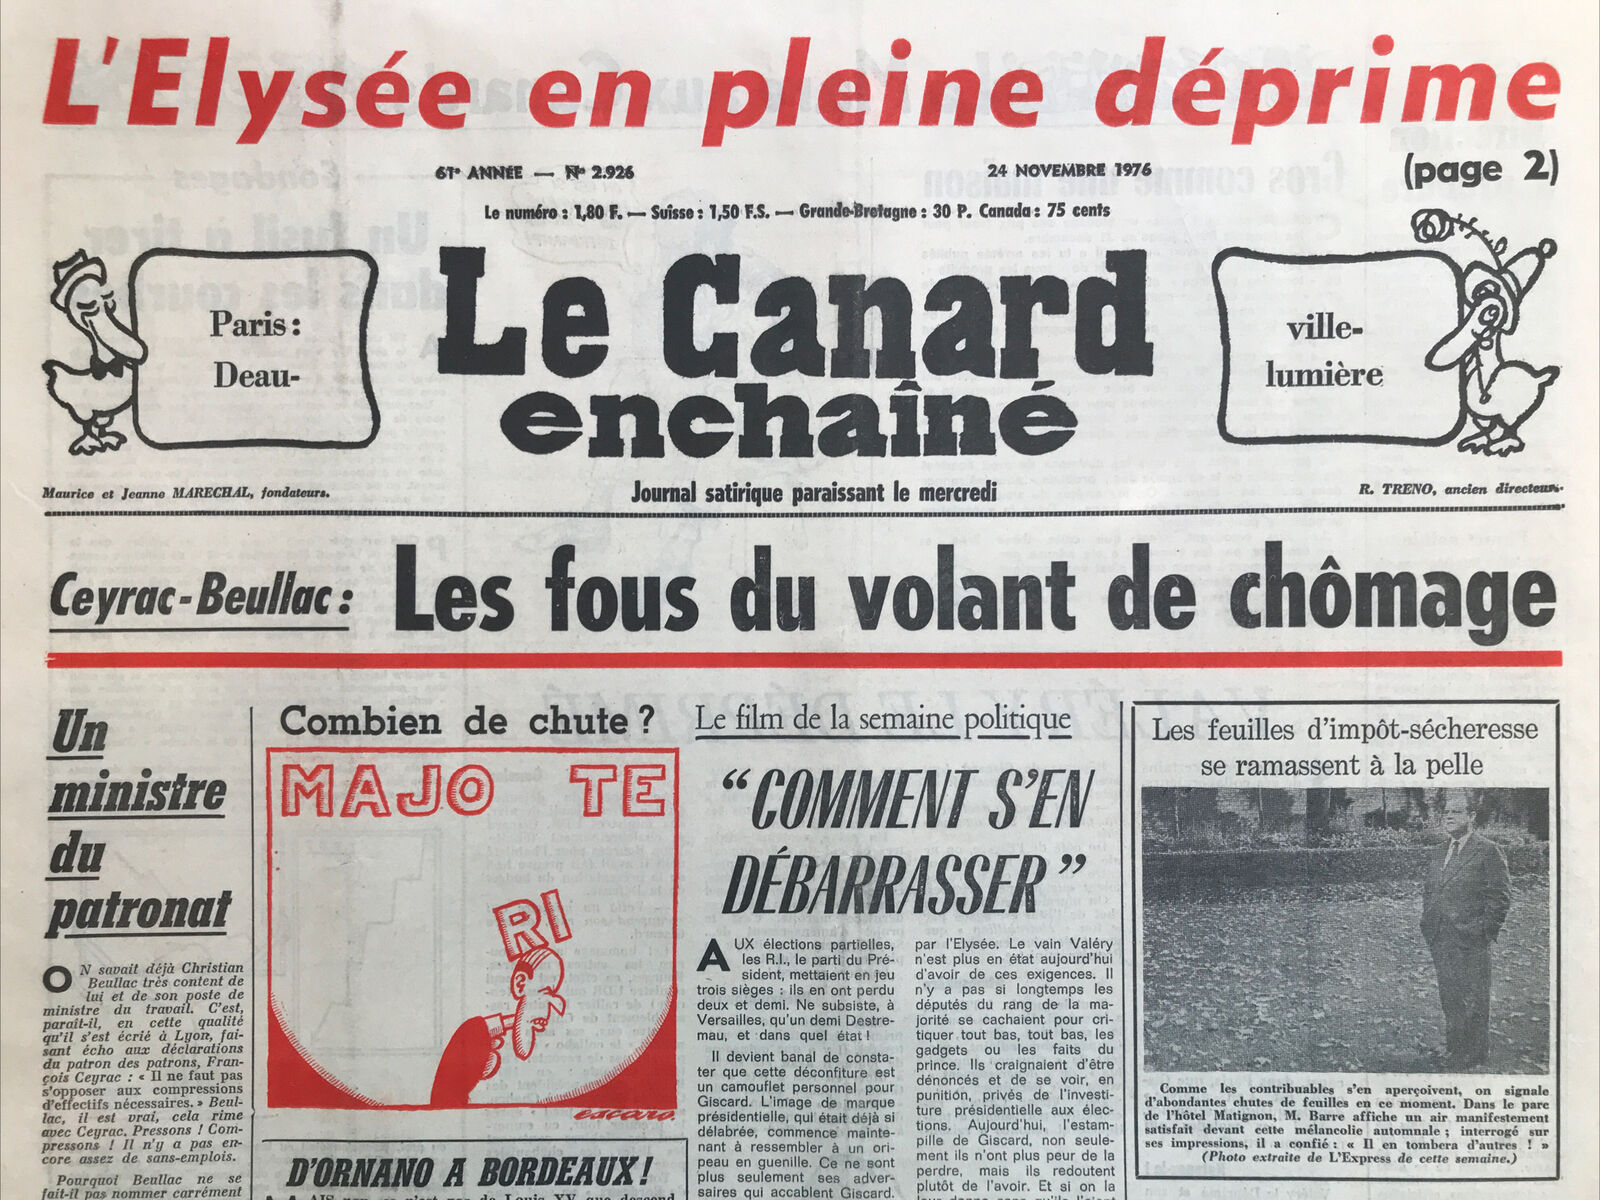 L'Elysée en pleine déprime
(page 2)
61e ANNÉE — No 2.926
24 NOVEMBRE 1976
Le numéro : 1,80 F. — Suisse : 1,50 F.S. — Grande-Bretagne : 30 P. Canada : 75 cents
Paris :
Deau-
Le Canard
enchaîné
ville-
lumière
Maurice et Jeanne MARECHAL, fondateurs.
Journal satirique paraissant le mercredi
R. TRENO, ancien directeur.
Ceyrac-Beullac : Les fous du volant de chômage
Un
ministre
du
patronat
ON savait déjà Christian
Beullac très content de
lui et de son poste de
ministre du travail. C'est,
paraît-il, en cette qualité
qu'il s'est écrié à Lyon, fai-
sant écho aux déclarations
du patron des patrons, Fran-
çois Ceyrac : « Il ne faut pas
s'opposer aux compressions
d'effectifs nécessaires. » Beul-
lac, il est vrai, cela rime
avec Ceyrac. Pressons ! Com-
pressons ! Il n'y a pas en-
core assez de sans-emplois.
Pourquoi Beullac ne se
fait-il pas nommer carrément
Combien de chute ?
MAJO TE
RI
escaro
D'ORNANO A BORDEAUX !
Le film de la semaine politique
“COMMENT S'EN
DÉBARRASSER”
AUX élections partielles,
les R.I., le parti du Pré-
sident, mettaient en jeu
trois sièges : ils en ont perdu
deux et demi. Ne subsiste, à
Versailles, qu'un demi Destre-
mau, et dans quel état !
Il devient banal de consta-
ter que cette déconfiture est
un camouflet personnel pour
Giscard. L'image de marque
présidentielle, qui était déjà si
délabrée, commence mainte-
nant à ressembler à un ori-
peau en guenille. Ce ne sont
plus seulement ses adver-
saires qui accablent Giscard.
par l'Elysée. Le vain Valéry
n'est plus en état aujourd'hui
d'avoir de ces exigences. Il
n'y a pas si longtemps les
députés du rang de la ma-
jorité se cachaient pour cri-
tiquer tout bas, tout bas, les
gadgets ou les faits du
prince. Ils craignaient d'être
dénoncés et de se voir, en
punition, privés de l'investi-
ture présidentielle aux élec-
tions. Aujourd'hui, l'estam-
pille de Giscard, non seule-
ment ils n'ont plus peur de la
perdre, mais ils redoutent
plutôt de l'avoir. Et si on la
Les feuilles d'impôt-sécheresse
se ramassent à la pelle
Comme les contribuables s'en aperçoivent, on signale
d'abondantes chutes de feuilles en ce moment. Dans le parc
de l'hôtel Matignon, M. Barre affiche un air manifestement
satisfait devant cette mélancolie automnale ; interrogé sur
ses impressions, il a confié : « Il en tombera d'autres ! »
(Photo extraite de L'Express de cette semaine.)